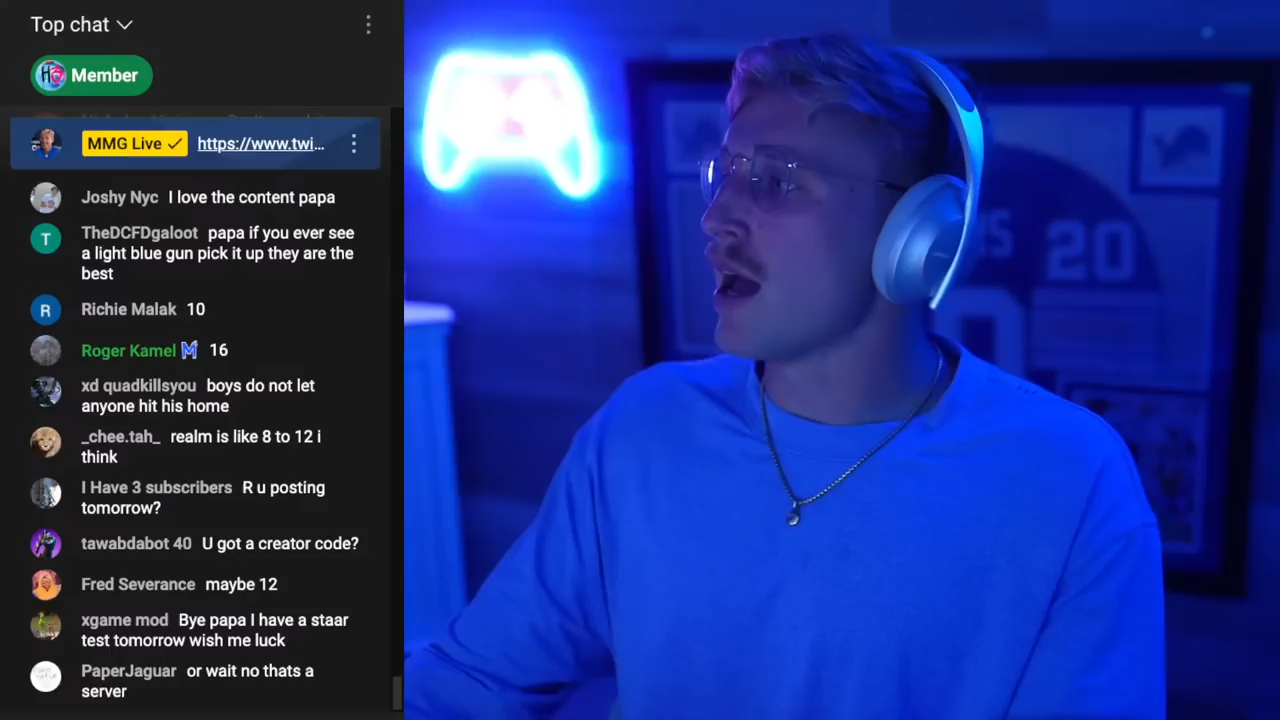 Top chat
Member
MMG Live https://www.twi...
Joshy Nyc I love the content papa
TheDCFDgaloot papa if you ever see
a light blue gun pick it up they are the
best
Richie Malak 10
Roger Kamel M 16
xd quadkillsyou boys do not let
anyone hit his home
_chee.tah_ realm is like 8 to 12 i
think
I Have 3 subscribers R u posting
tomorrow?
tawabdabot 40 U got a creator code?
Fred Severance maybe 12
xgame mod Bye papa I have a staar
test tomorrow wish me luck
PaperJaguar or wait no thats a
server
T
R
20